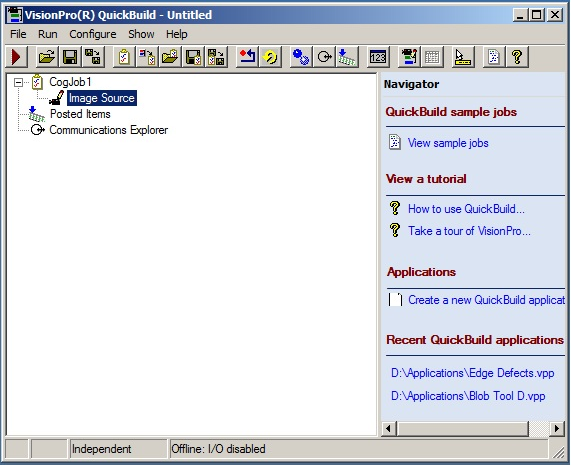 VisionPro(R) QuickBuild - Untitled
File Run Configure Show Help
123
CogJob1
Image Source
Posted Items
Communications Explorer
Navigator
QuickBuild sample jobs
View sample jobs
View a tutorial
How to use QuickBuild...
Take a tour of VisionPro...
Applications
Create a new QuickBuild applicat
Recent QuickBuild applications
D:\Applications\Edge Defects.vpp
D:\Applications\Blob Tool D.vpp
Independent Offline: I/O disabled